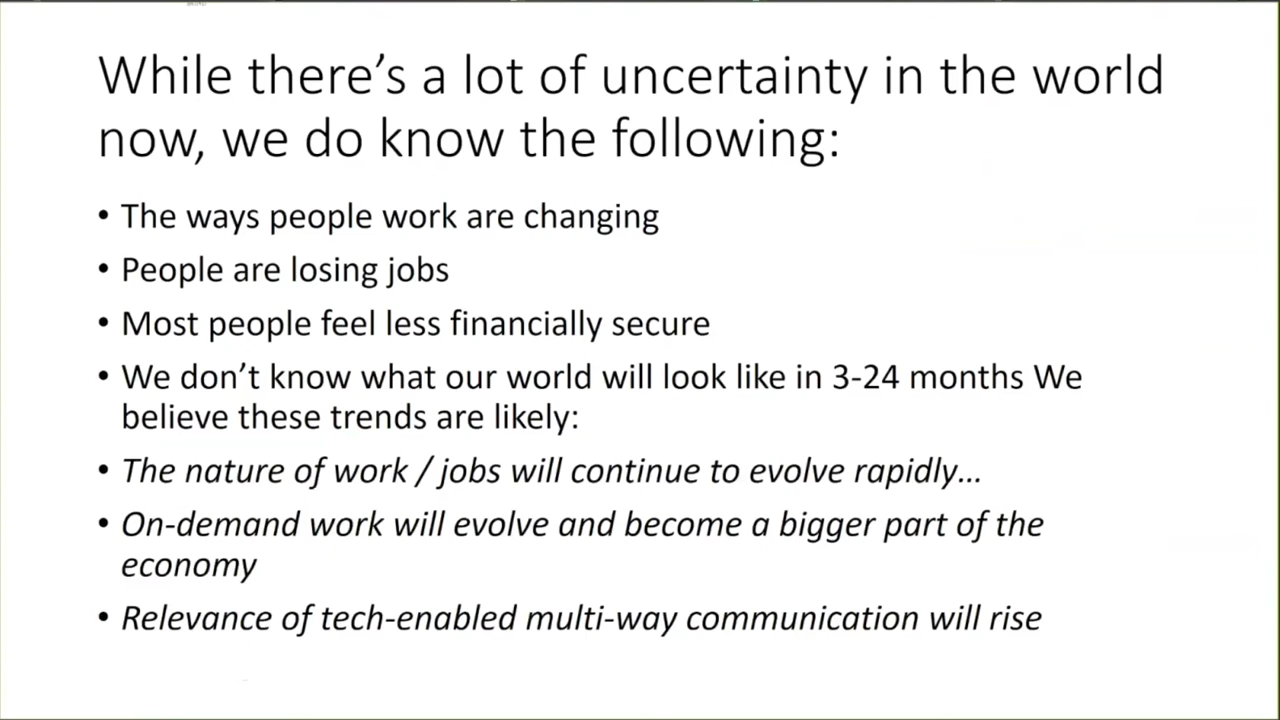 While there’s a lot of uncertainty in the world
now, we do know the following:
• The ways people work are changing
• People are losing jobs
• Most people feel less financially secure
• We don’t know what our world will look like in 3-24 months We
believe these trends are likely:
• The nature of work / jobs will continue to evolve rapidly…
• On-demand work will evolve and become a bigger part of the
economy
• Relevance of tech-enabled multi-way communication will rise